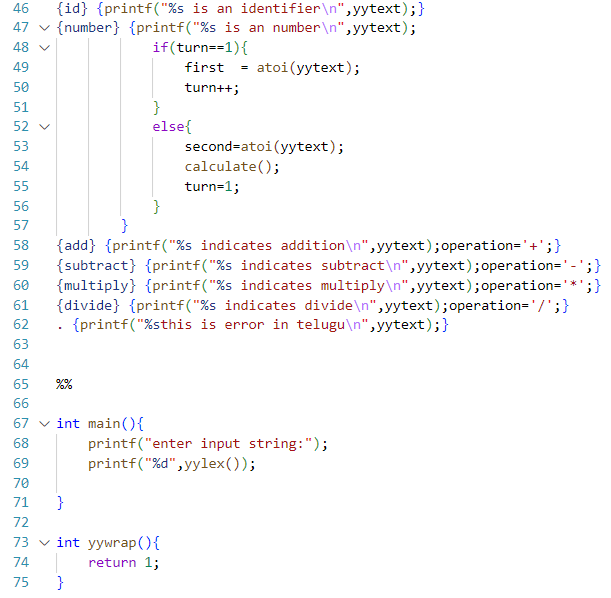 46 {id} {printf("%s is an identifier\n",yytext);}
47 {number} {printf("%s is an number\n",yytext);
48 if(turn==1){
49 first  = atoi(yytext);
50 turn++;
51 }
52 else{
53 second=atoi(yytext);
54 calculate();
55 turn=1;
56 }
57 }
58 {add} {printf("%s indicates addition\n",yytext);operation='+';}
59 {subtract} {printf("%s indicates subtract\n",yytext);operation='-';}
60 {multiply} {printf("%s indicates multiply\n",yytext);operation='*';}
61 {divide} {printf("%s indicates divide\n",yytext);operation='/';}
62 . {printf("%sthis is error in telugu\n",yytext);}
63
64
65 %%
66
67 int main(){
68 printf("enter input string:");
69 printf("%d",yylex());
70
71 }
72
73 int yywrap(){
74 return 1;
75 }